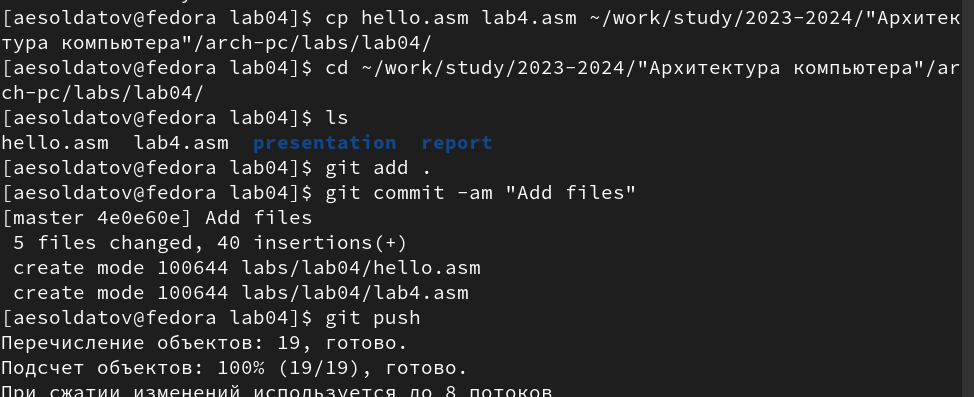 [aesoldatov@fedora lab04]$ cp hello.asm lab4.asm ~/work/study/2023-2024/"Архитек
тура компьютера"/arch-pc/labs/lab04/
[aesoldatov@fedora lab04]$ cd ~/work/study/2023-2024/"Архитектура компьютера"/ar
ch-pc/labs/lab04/
[aesoldatov@fedora lab04]$ ls
hello.asm  lab4.asm  presentation  report
[aesoldatov@fedora lab04]$ git add .
[aesoldatov@fedora lab04]$ git commit -am "Add files"
[master 4e0e60e] Add files
 5 files changed, 40 insertions(+)
 create mode 100644 labs/lab04/hello.asm
 create mode 100644 labs/lab04/lab4.asm
[aesoldatov@fedora lab04]$ git push
Перечисление объектов: 19, готово.
Подсчет объектов: 100% (19/19), готово.
При сжатии изменений используется до 8 потоков